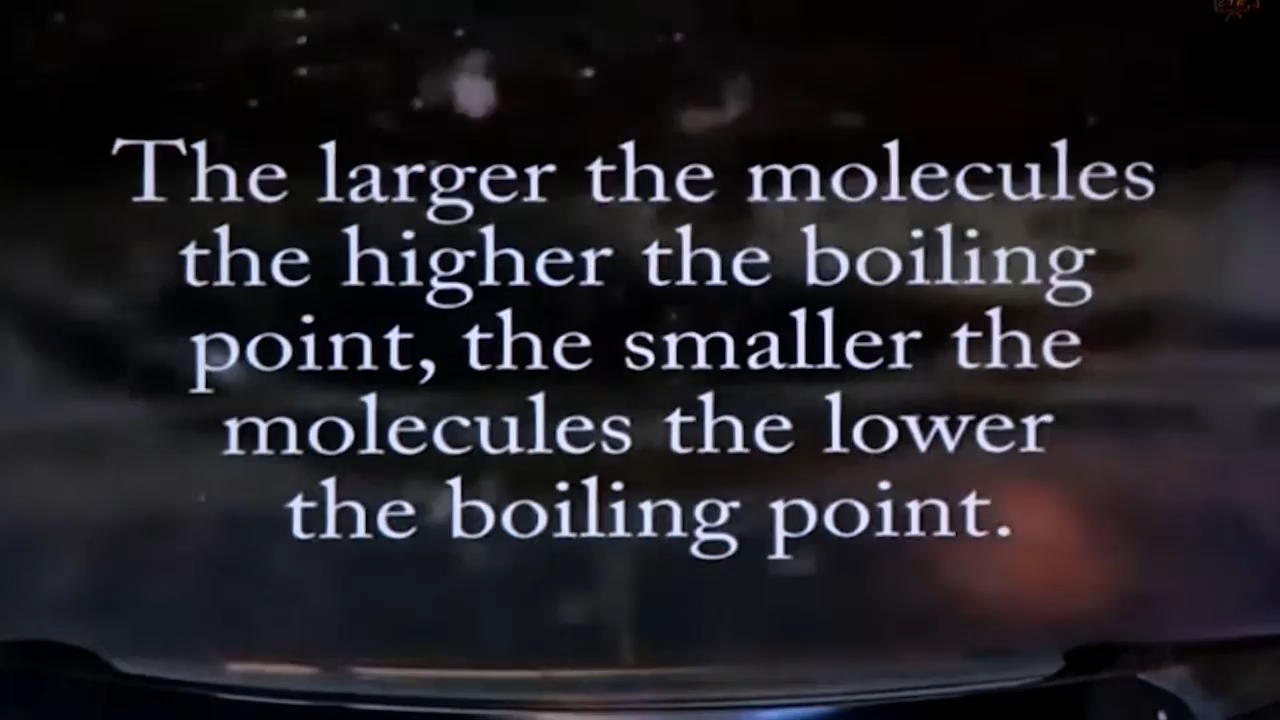 The larger the molecules
the higher the boiling
point, the smaller the
molecules the lower
the boiling point.